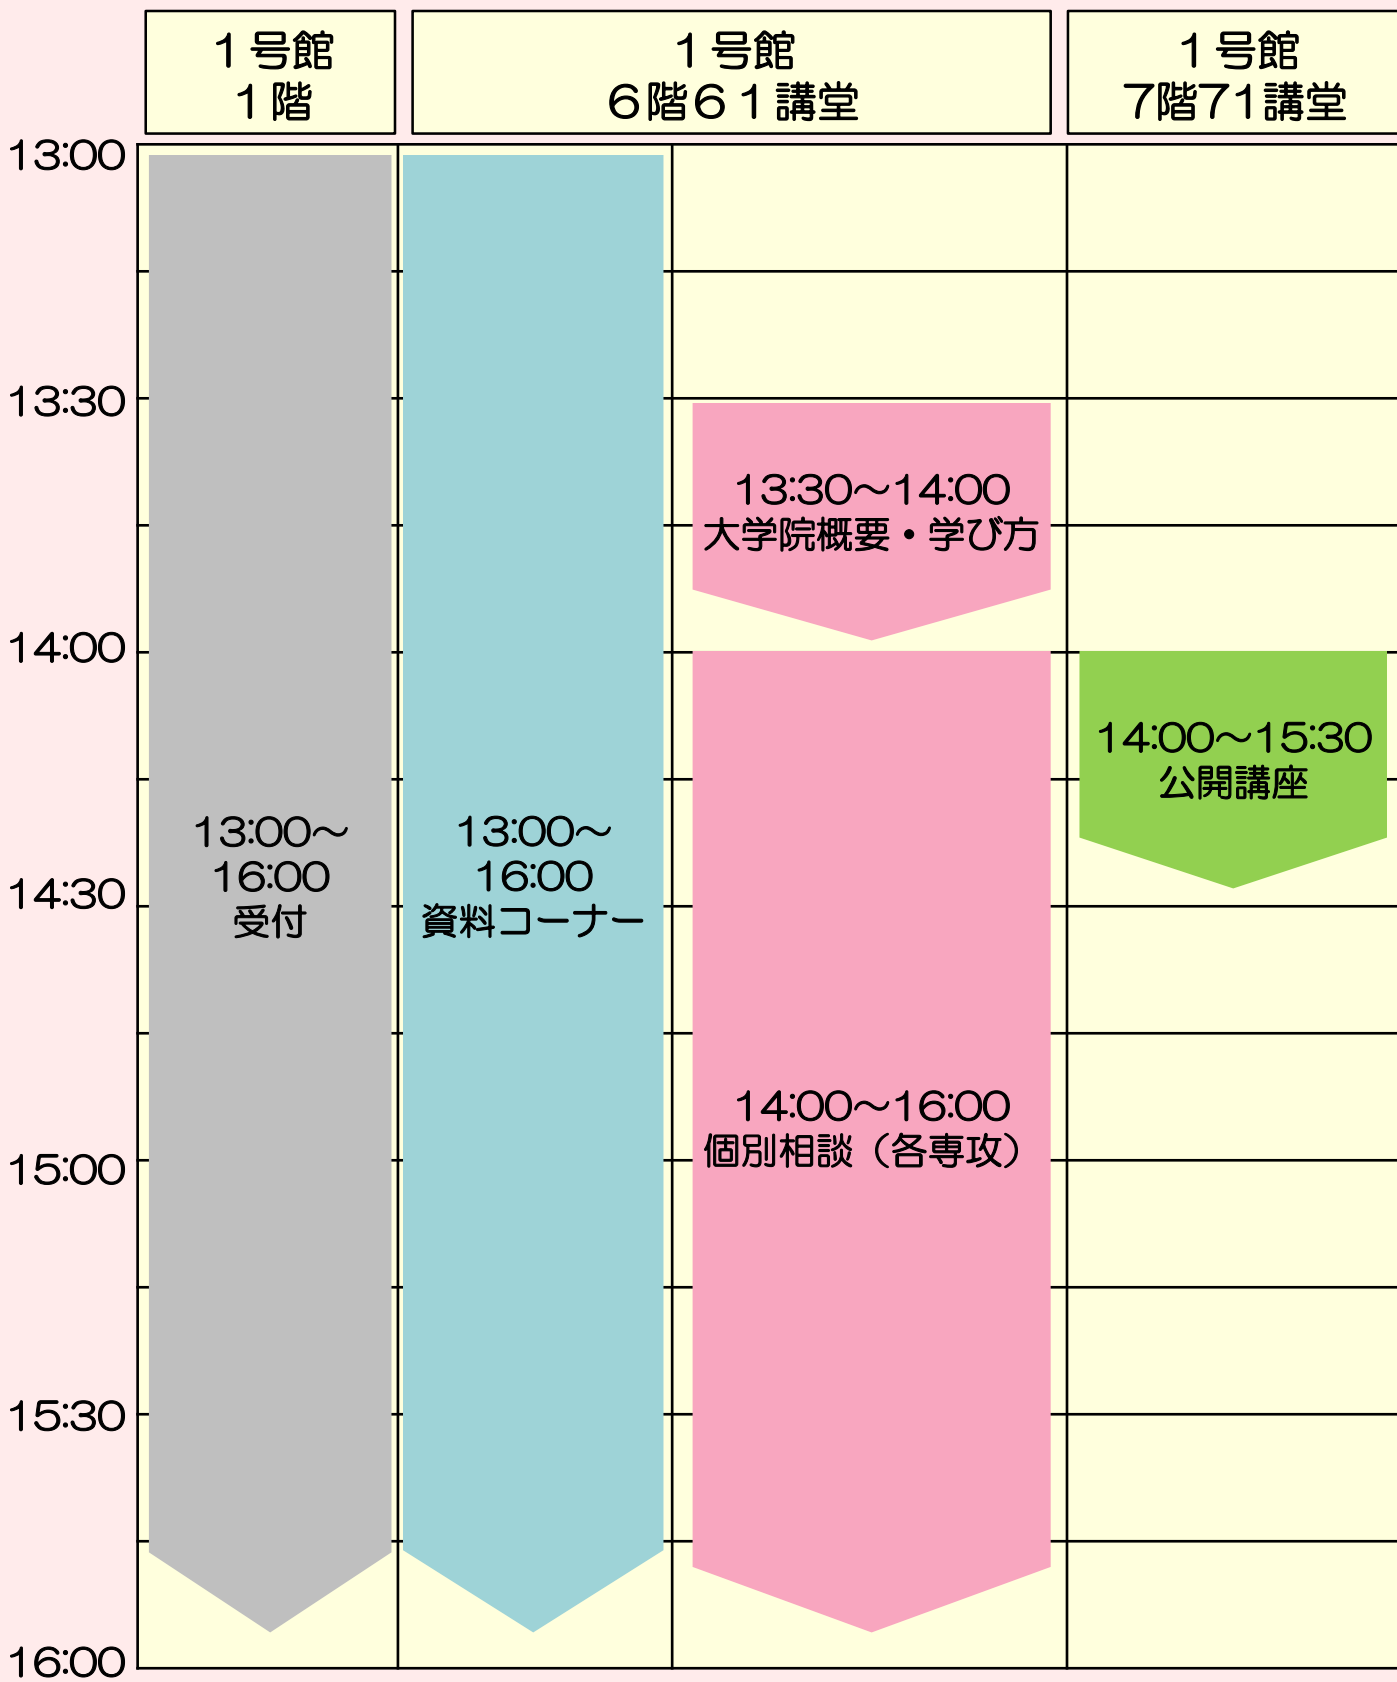 １号館
１階
１号館
６階６１講堂
１号館
7階71講堂
13:00
13:30
14:00
14:30
15:00
15:30
16:00
13:00～
16:00
受付
13:00～
16:00
資料コーナー
13:30～14:00
大学院概要・学び方
14:00～16:00
個別相談（各専攻）
14:00～15:30
公開講座